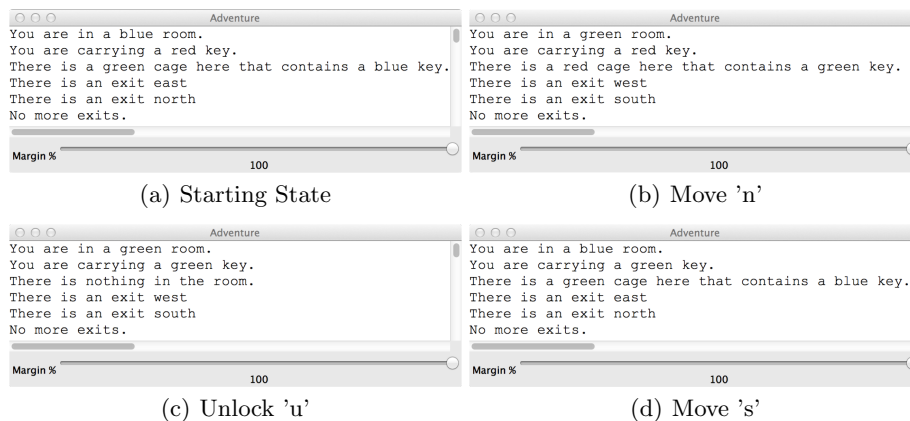 Adventure
You are in a blue room.
You are carrying a red key.
There is a green cage here that contains a blue key.
There is an exit east
There is an exit north
No more exits.
Margin %
100
(a) Starting State
Adventure
You are in a green room.
You are carrying a red key.
There is a red cage here that contains a green key.
There is an exit west
There is an exit south
No more exits.
Margin %
100
(b) Move 'n'
Adventure
You are in a green room.
You are carrying a green key.
There is nothing in the room.
There is an exit west
There is an exit south
No more exits.
Margin %
100
(c) Unlock 'u'
Adventure
You are in a blue room.
You are carrying a green key.
There is a green cage here that contains a blue key.
There is an exit east
There is an exit north
No more exits.
Margin %
100
(d) Move 's'